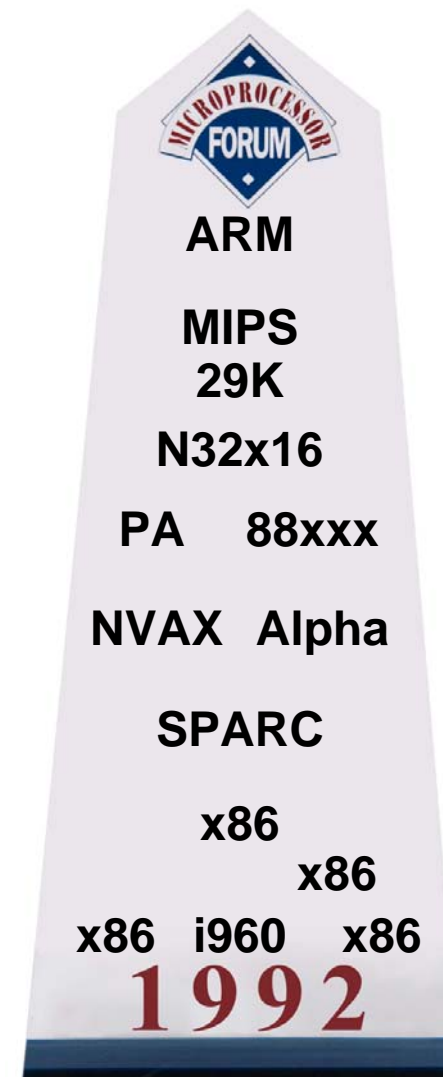 MICROPROCESSOR
FORUM
ARM
MIPS
29K
N32x16
PA 88xxx
NVAX Alpha
SPARC
x86
x86
x86 i960 x86
1992